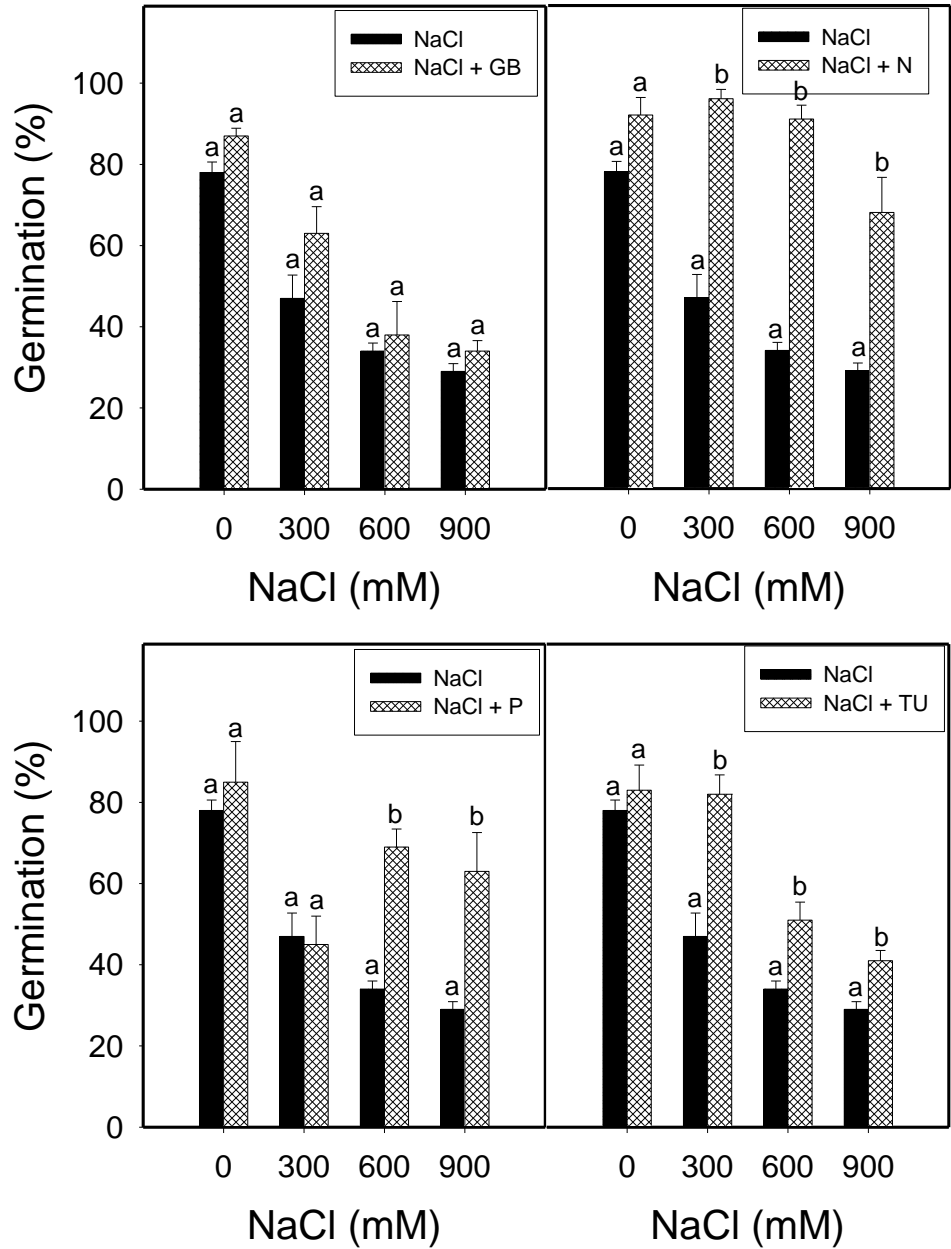 NaCl
NaCl + GB
Germination (%)
100
80
60
40
20
0
a a
a a
a a
a a
0 300 600 900
NaCl (mM)
NaCl
NaCl + N
a a
a b
a b
a b
0 300 600 900
NaCl (mM)
NaCl
NaCl + P
Germination (%)
100
80
60
40
20
0
a a
a a
a b
a b
0 300 600 900
NaCl (mM)
NaCl
NaCl + TU
a a
a b
a b
a b
0 300 600 900
NaCl (mM)